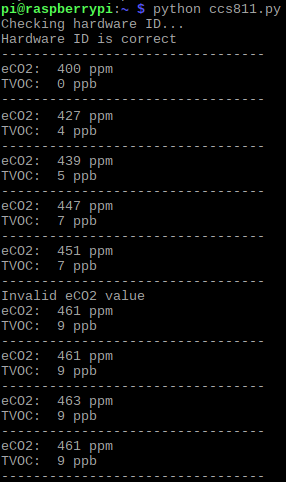 pi@raspberrypi:~ $ python ccs811.py
Checking hardware ID...
Hardware ID is correct
---------------------------------
eCO2:  400 ppm
TVOC:  0 ppb
---------------------------------
eCO2:  427 ppm
TVOC:  4 ppb
---------------------------------
eCO2:  439 ppm
TVOC:  5 ppb
---------------------------------
eCO2:  447 ppm
TVOC:  7 ppb
---------------------------------
eCO2:  451 ppm
TVOC:  7 ppb
---------------------------------
Invalid eCO2 value
eCO2:  461 ppm
TVOC:  9 ppb
---------------------------------
eCO2:  461 ppm
TVOC:  9 ppb
---------------------------------
eCO2:  463 ppm
TVOC:  9 ppb
---------------------------------
eCO2:  461 ppm
TVOC:  9 ppb
---------------------------------